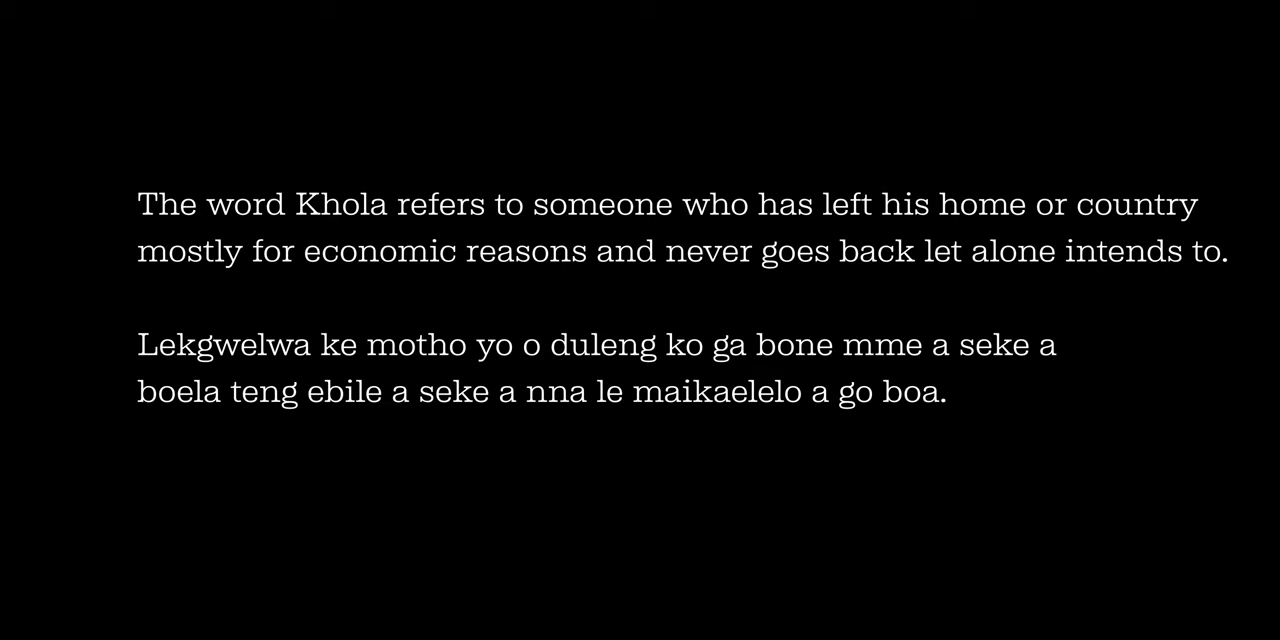 The word Khola refers to someone who has left his home or country
mostly for economic reasons and never goes back let alone intends to.
Lekgwelwa ke motho yo o duleng ko ga bone mme a seke a
boela teng ebile a seke a nna le maikaelelo a go boa.